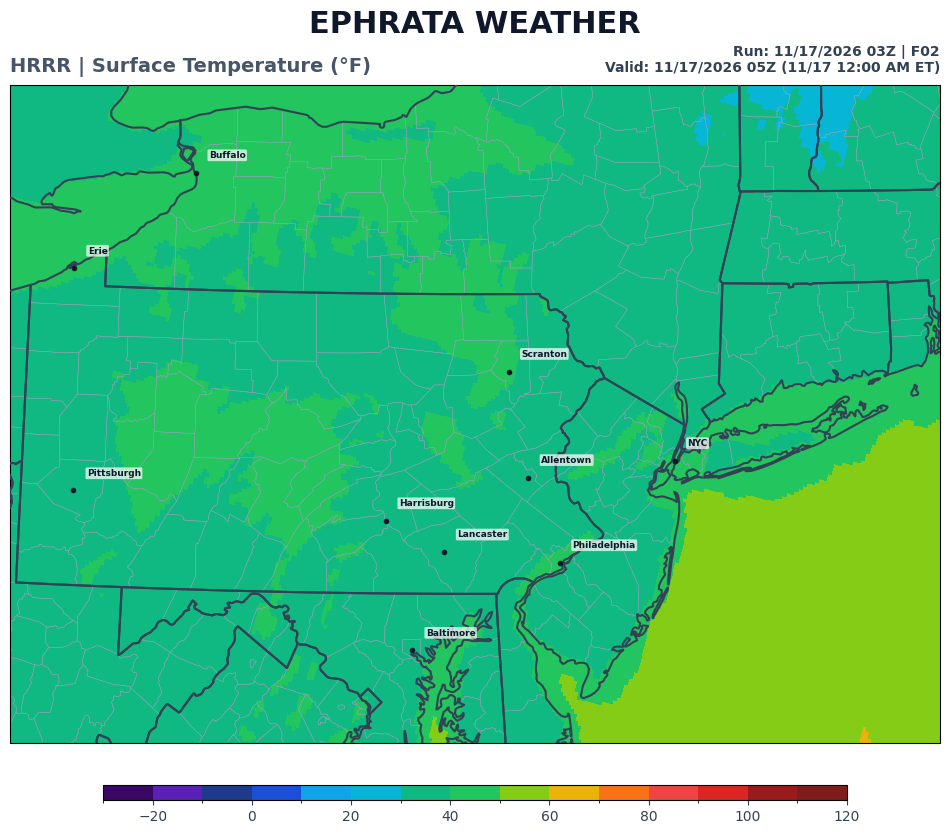 EPHRATA WEATHER
HRRR | Surface Temperature (°F)
Run: 11/17/2026 03Z | F02
Valid: 11/17/2026 05Z (11/17 12:00 AM ET)
Buffalo
Erie
Scranton
NYC
Allentown
Pittsburgh
Harrisburg
Lancaster
Philadelphia
Baltimore
−20 0 20 40 60 80 100 120